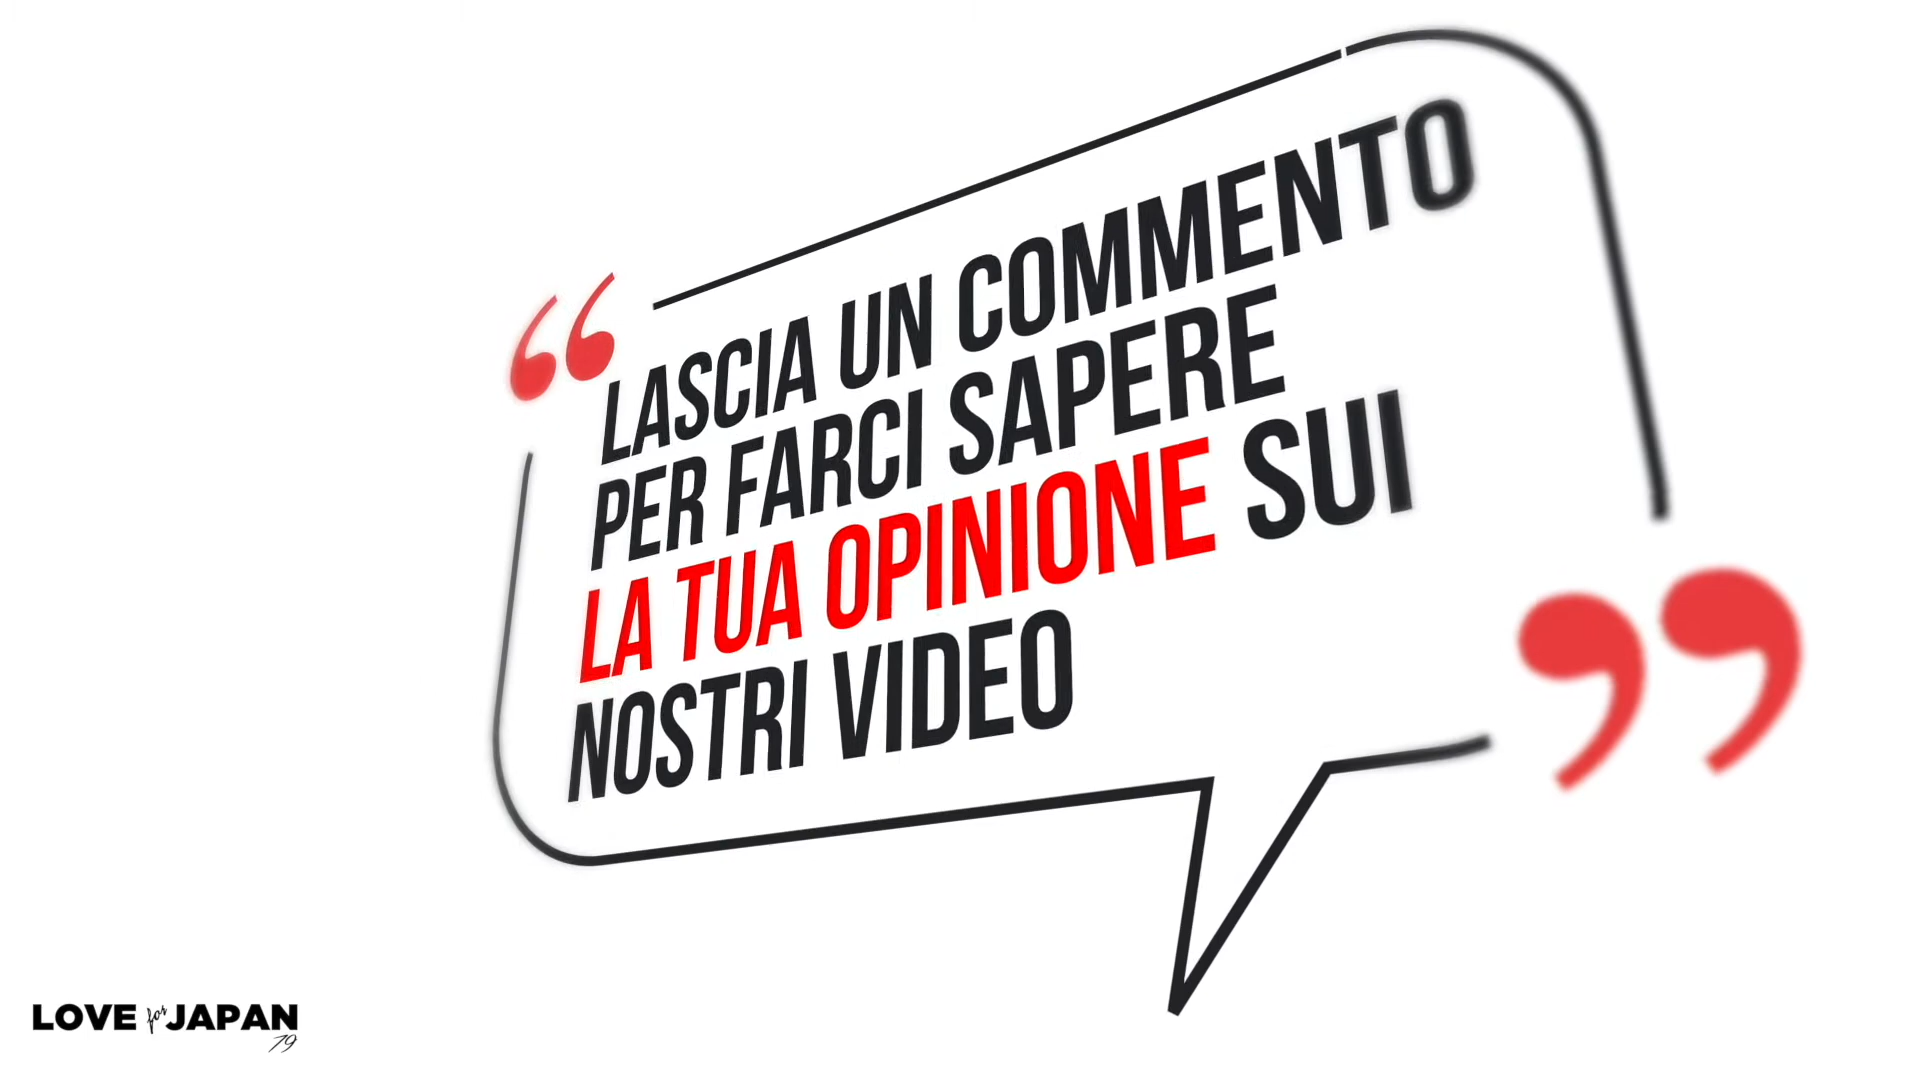 LASCIA UN COMMENTO
PER FARCI SAPERE
LA TUA OPINIONE SUI
NOSTRI VIDEO
LOVE for JAPAN
79